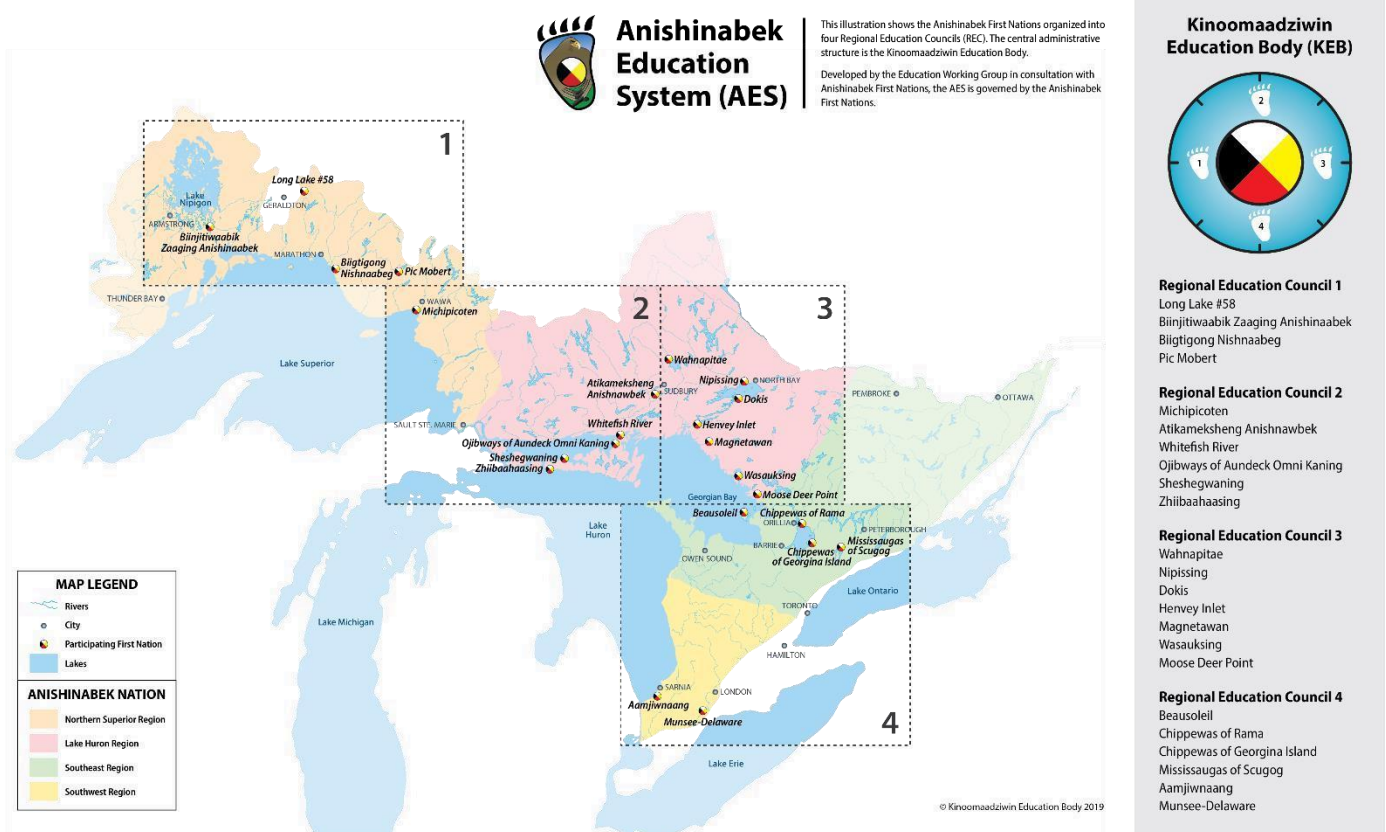 Anishinabek
Education
System (AES)
This illustration shows the Anishinabek First Nations organized into
four Regional Education Councils (REC). The central administrative
structure is the Kinoomaadziwin Education Body.
Developed by the Education Working Group in consultation with
Anishinabek First Nations, the AES is governed by the Anishinabek
First Nations.
1
Long Lake #58
GERALDTON
Lake
Nipigon
ARMSTRONG
Biinjitiwaabik
Zaaging Anishinaabek
MARATHON
Biigtigong
Nishnaabeg
Pic Mobert
THUNDER BAY
WAWA
Michipicoten
2
3
Lake Superior
Wahnapitae
Atikameksheng
Anishnawbek
SUDBURY
Nipissing
NORTH BAY
Dokis
PEMBROKE
OTTAWA
SAULT STE. MARIE
Whitefish River
Henvey Inlet
Ojibways of Aundeck Omni Kaning
Magnetawan
Sheshegwaning
Zhiibaahaasing
Wasauksing
Georgian Bay
Moose Deer Point
Beausoleil
Chippewas of Rama
ORILLIA
PETERBOROUGH
Lake
Huron
BARRIE
Mississaugas
of Scugog
OWEN SOUND
Chippewas
of Georgina Island
Lake Ontario
TORONTO
Lake Michigan
HAMILTON
SARNIA
LONDON
Aamjiwnaang
Munsee-Delaware
4
Lake Erie
MAP LEGEND
Rivers
City
Participating First Nation
Lakes
ANISHINABEK NATION
Northern Superior Region
Lake Huron Region
Southeast Region
Southwest Region
© Kinoomaadziwin Education Body 2019
Kinoomaadziwin
Education Body (KEB)
2
1
3
4
Regional Education Council 1
Long Lake #58
Biinjitiwaabik Zaaging Anishinaabek
Biigtigong Nishnaabeg
Pic Mobert
Regional Education Council 2
Michipicoten
Atikameksheng Anishnawbek
Whitefish River
Ojibways of Aundeck Omni Kaning
Sheshegwaning
Zhiibaahaasing
Regional Education Council 3
Wahnapitae
Nipissing
Dokis
Henvey Inlet
Magnetawan
Wasauksing
Moose Deer Point
Regional Education Council 4
Beausoleil
Chippewas of Rama
Chippewas of Georgina Island
Mississaugas of Scugog
Aamjiwnaang
Munsee-Delaware